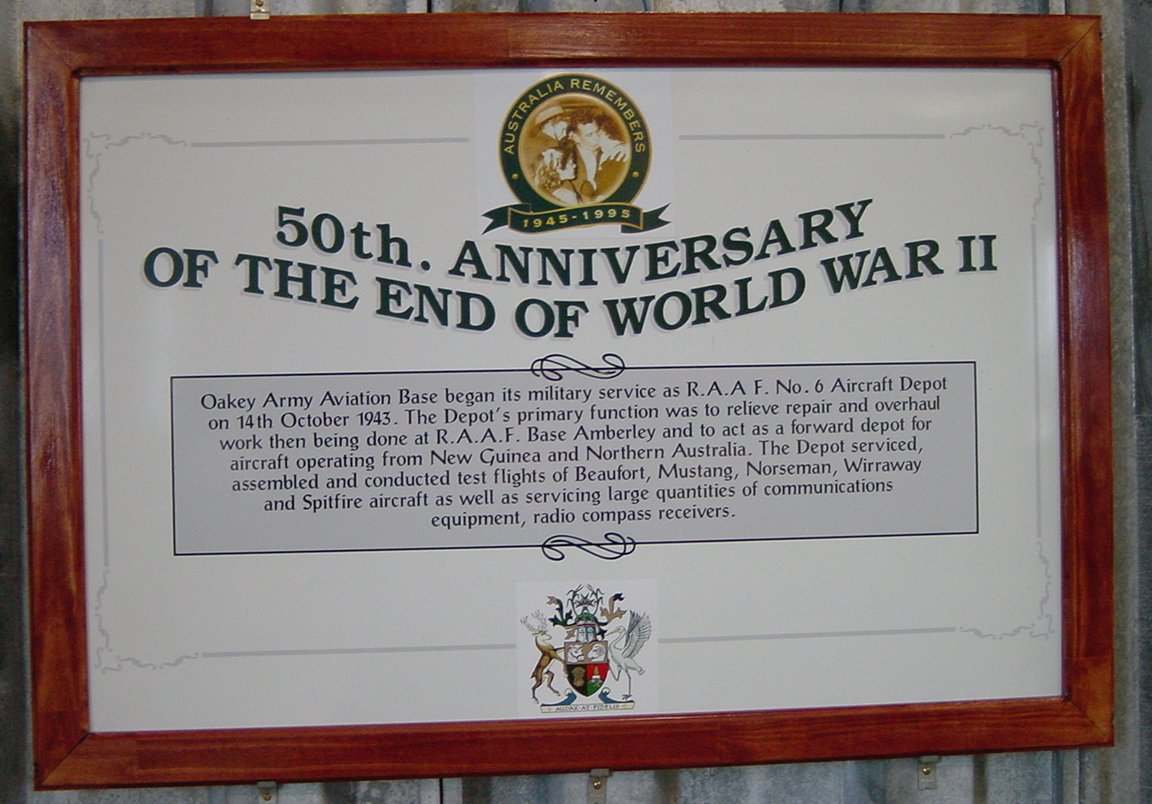 AUSTRALIA REMEMBERS
1945-1995
50th. ANNIVERSARY
OF THE END OF WORLD WAR II
Oakey Army Aviation Base began its military service as R.A.A F. No. 6 Aircraft Depot
on 14th October 1943. The Depot's primary function was to relieve repair and overhaul
work then being done at R.A.A.F. Base Amberley and to act as a forward depot for
aircraft operating from New Guinea and Northern Australia. The Depot serviced,
assembled and conducted test flights of Beaufort, Mustang, Norseman, Wirraway
and Spitfire aircraft as well as servicing large quantities of communications
equipment, radio compass receivers.
AUDAX AT FIDELIS